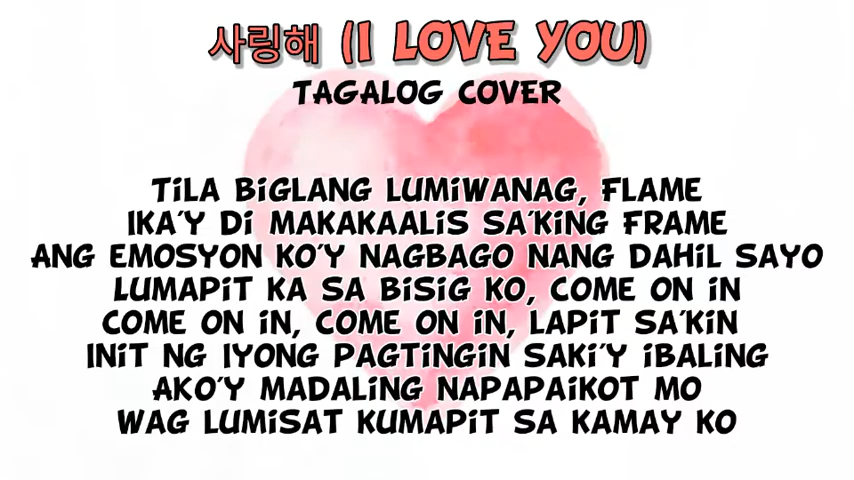 사링해 (I LOVE YOU)
TAGALOG COVER
TILA BIGLANG LUMIWANAG, FLAME
IKA'Y DI MAKAKAALIS SA'KING FRAME
ANG EMOSYON KO'Y NAGBAGO NANG DAHIL SAYO
LUMAPIT KA SA BISIG KO, COME ON IN
COME ON IN, COME ON IN, LAPIT SA'KIN
INIT NG IYONG PAGTINGIN SAKI'Y IBALING
AKO'Y MADALING NAPAPAIKOT MO
WAG LUMISAT KUMAPIT SA KAMAY KO